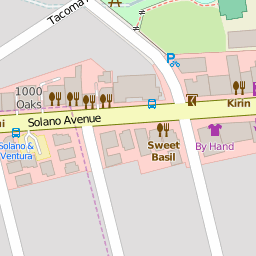 Tacoma
1000
Oaks
Kirin
Solano Avenue
Solano &
Ventura
Sweet
Basil
By Hand